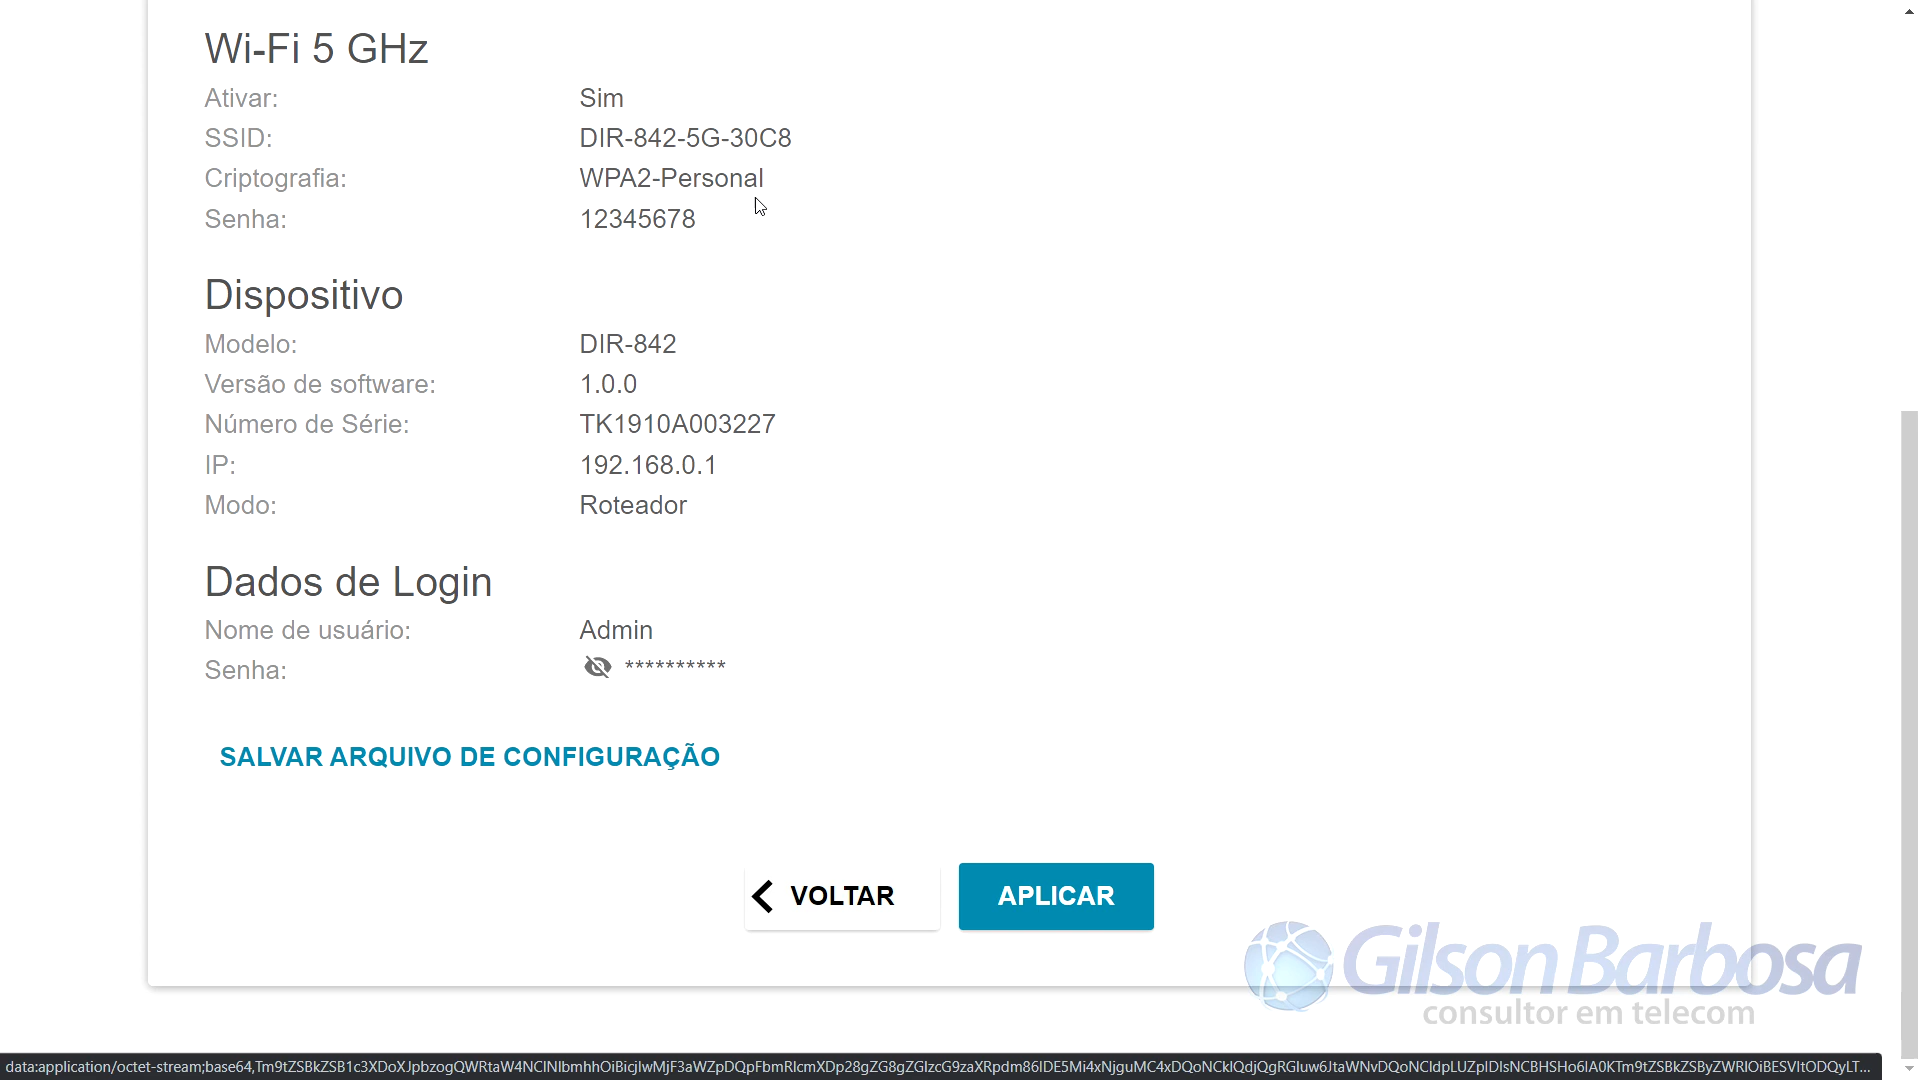 Wi-Fi 5 GHz
Ativar: Sim
SSID: DIR-842-5G-30C8
Criptografia: WPA2-Personal
Senha: 12345678
Dispositivo
Modelo: DIR-842
Versão de software: 1.0.0
Número de Série: TK1910A003227
IP: 192.168.0.1
Modo: Roteador
Dados de Login
Nome de usuário: Admin
Senha: **********
SALVAR ARQUIVO DE CONFIGURAÇÃO
VOLTAR APLICAR
Gilson Barbosa
consultor em telecom